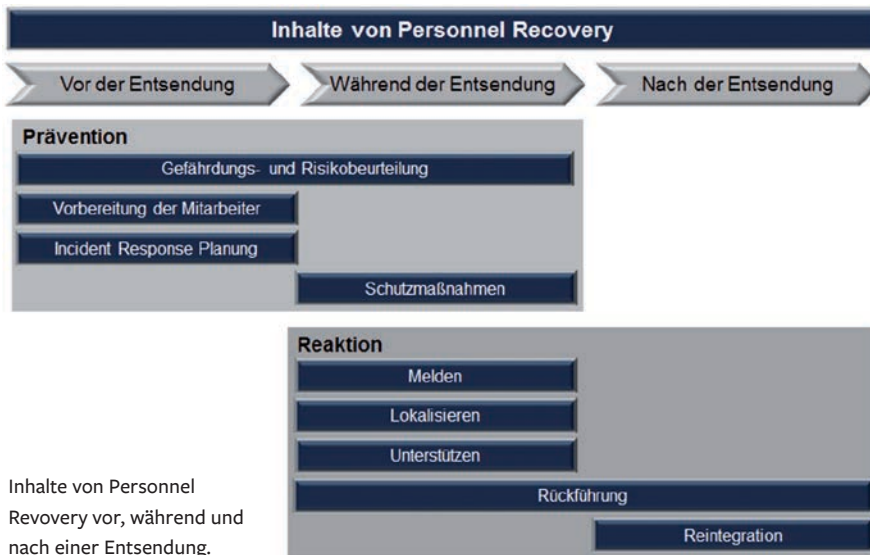 Inhalte von Personnel Recovery
Vor der Entsendung
Während der Entsendung
Nach der Entsendung
Prävention
Gefährdungs- und Risikobeurteilung
Vorbereitung der Mitarbeiter
Incident Response Planung
Schutzmaßnahmen
Reaktion
Melden
Lokalisieren
Unterstützen
Rückführung
Reintegration
Inhalte von Personnel
Revovery vor, während und
nach einer Entsendung.